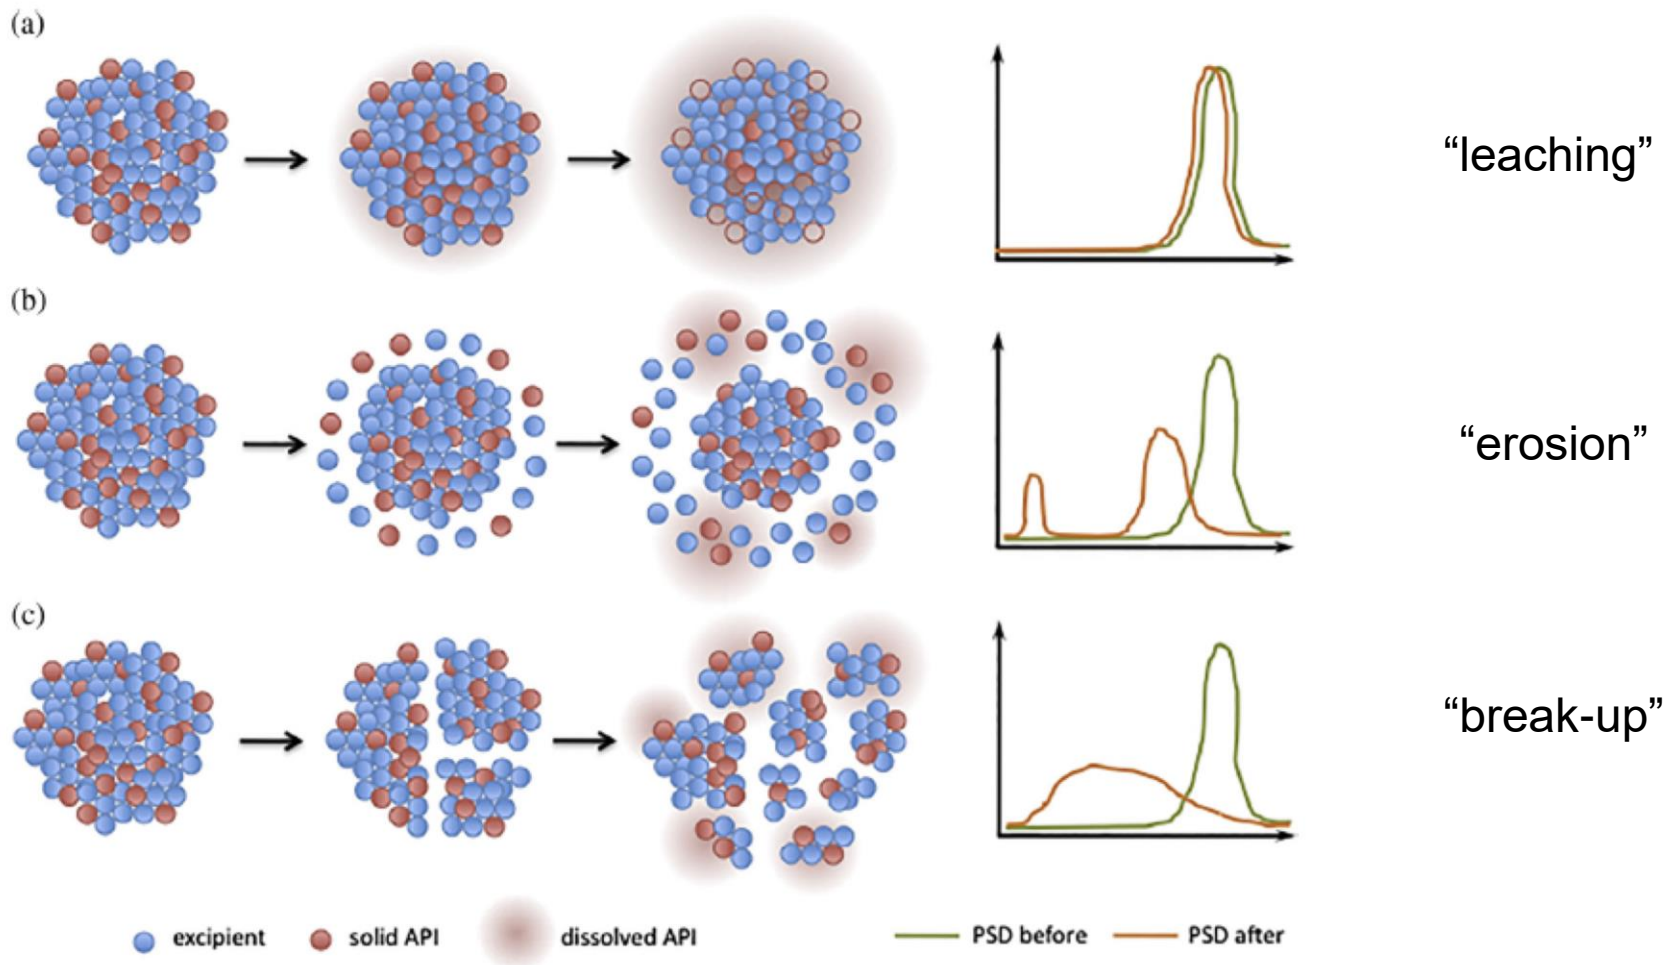 (a)
“leaching”
(b)
“erosion”
(c)
“break-up”
excipient solid API dissolved API PSD before PSD after